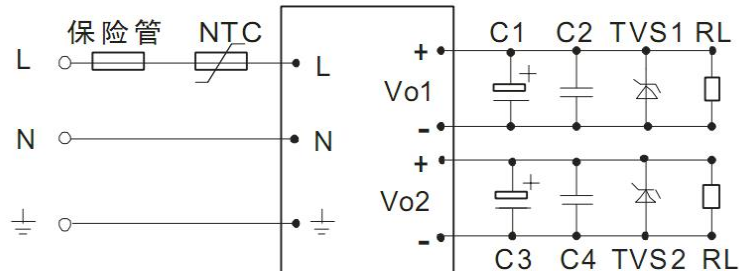 保险管 NTC C1 C2 TVS1 RL
L L + Vo1 -
N N + Vo2 -
C3 C4 TVS2 RL